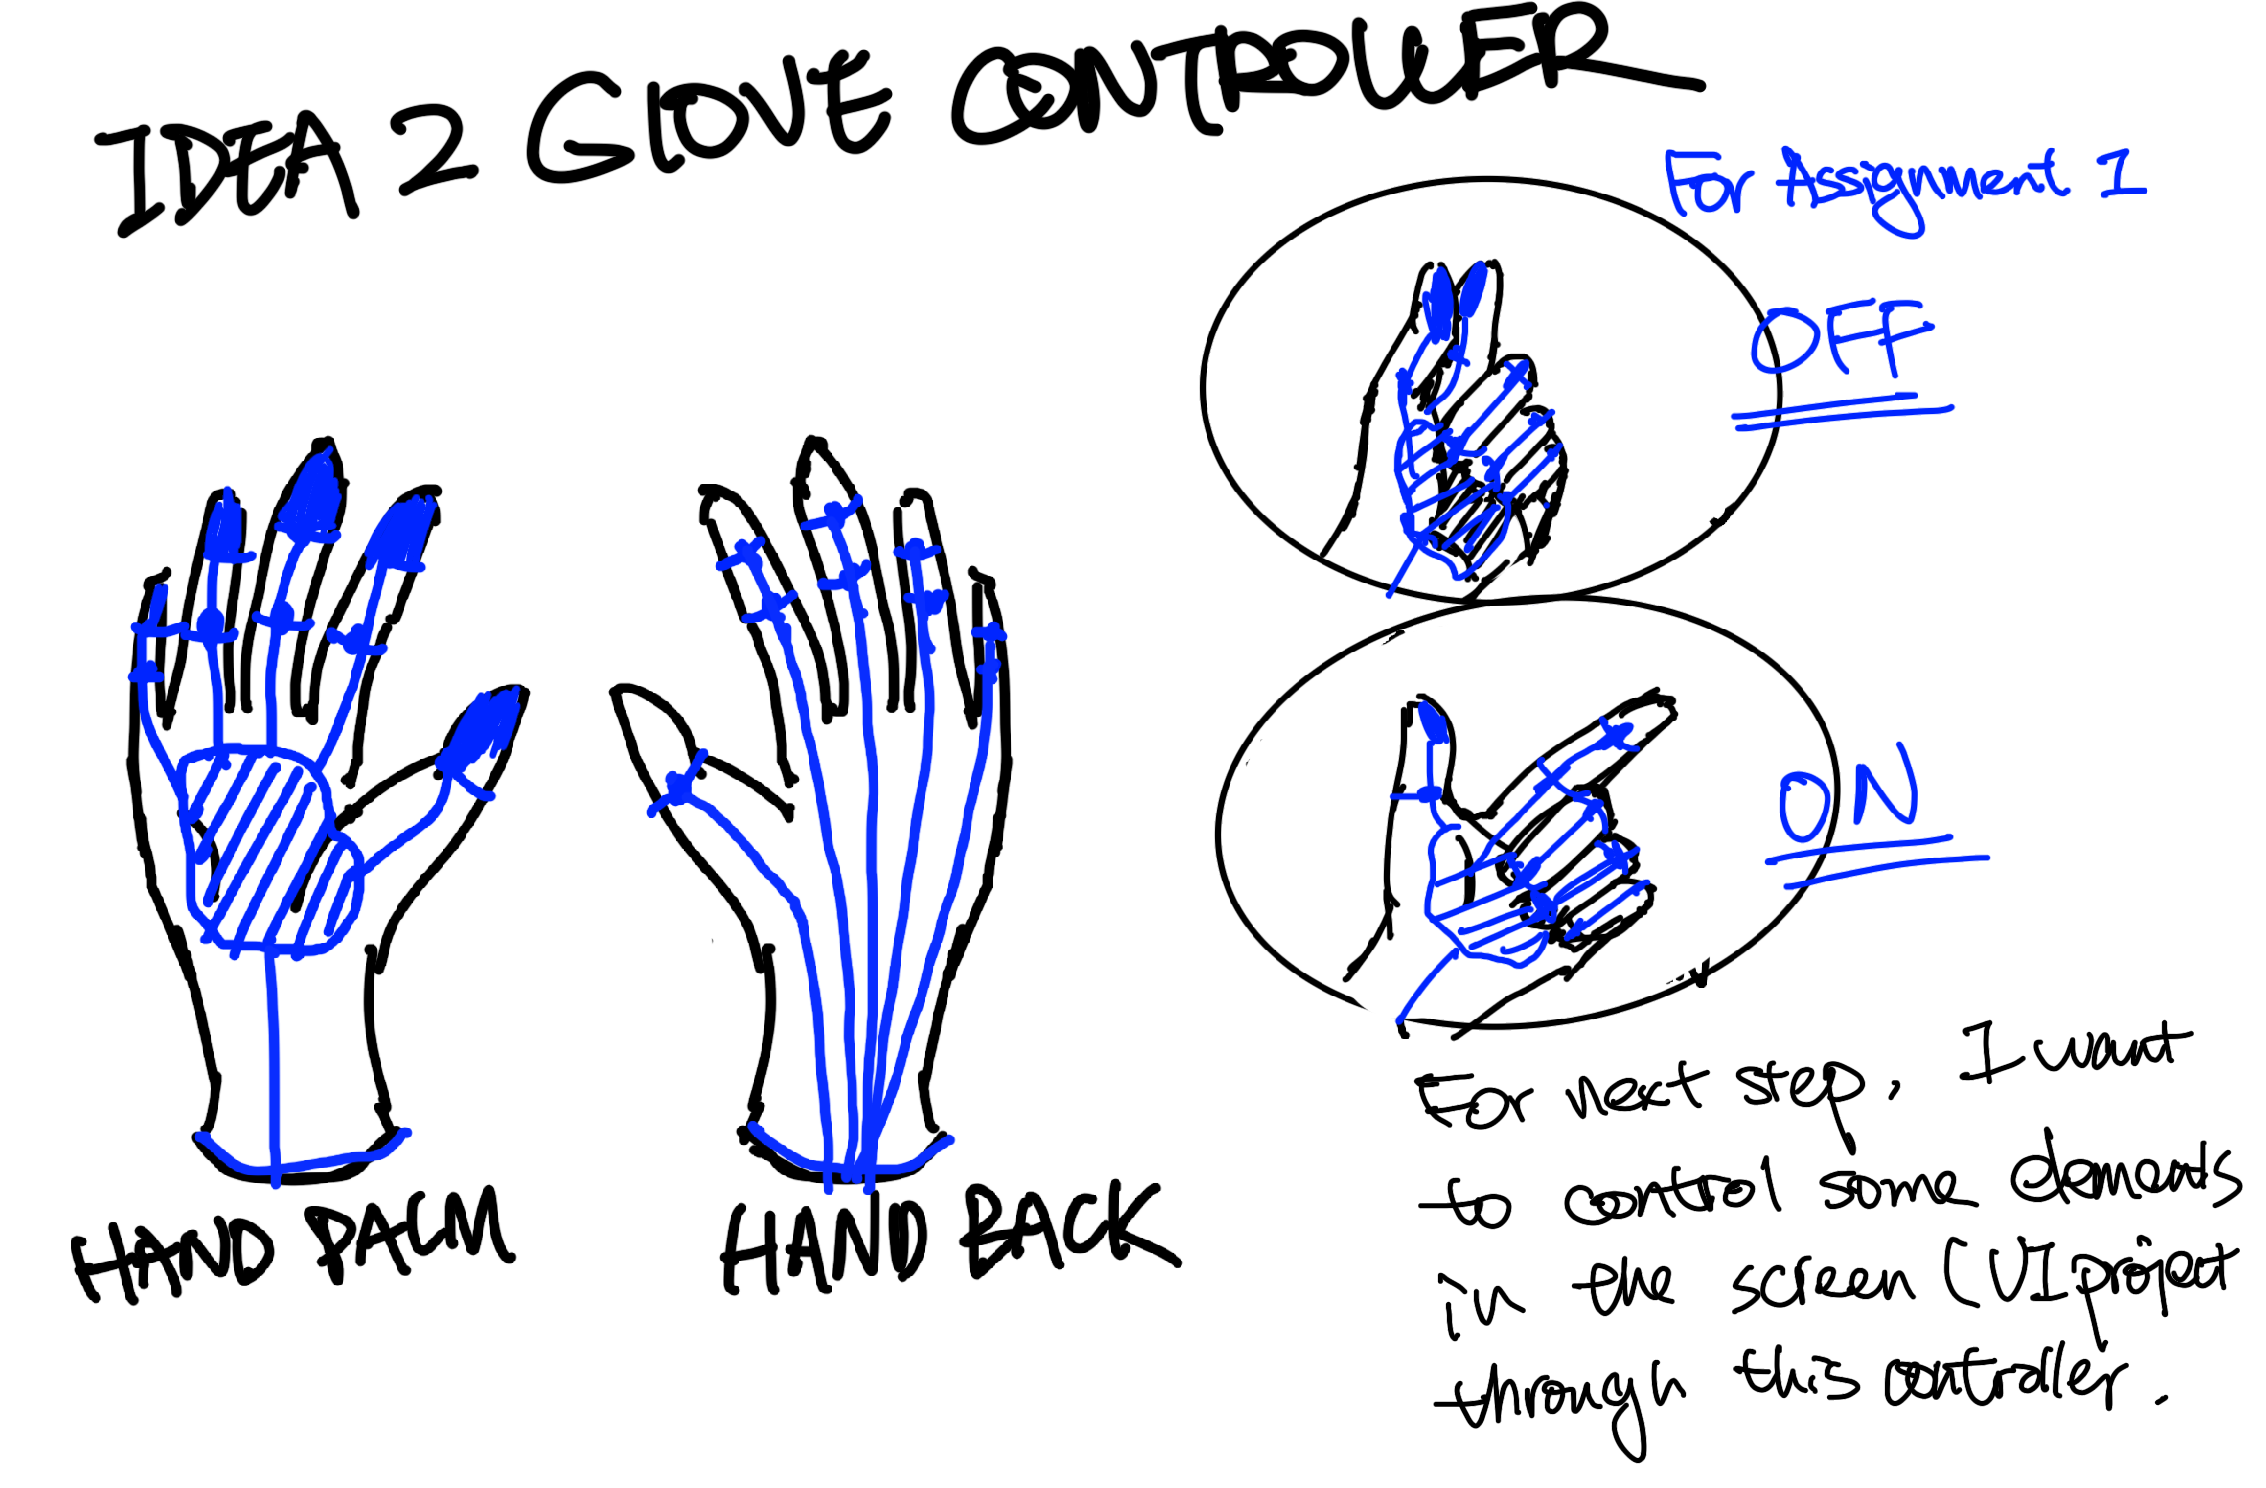 IDEA 2 GLOVE CONTROLLER
For Assignment 1
OFF
ON
HAND PALM
HAND BACK
For next step, I want
to control some elements
in the screen (UI project
through this controller.